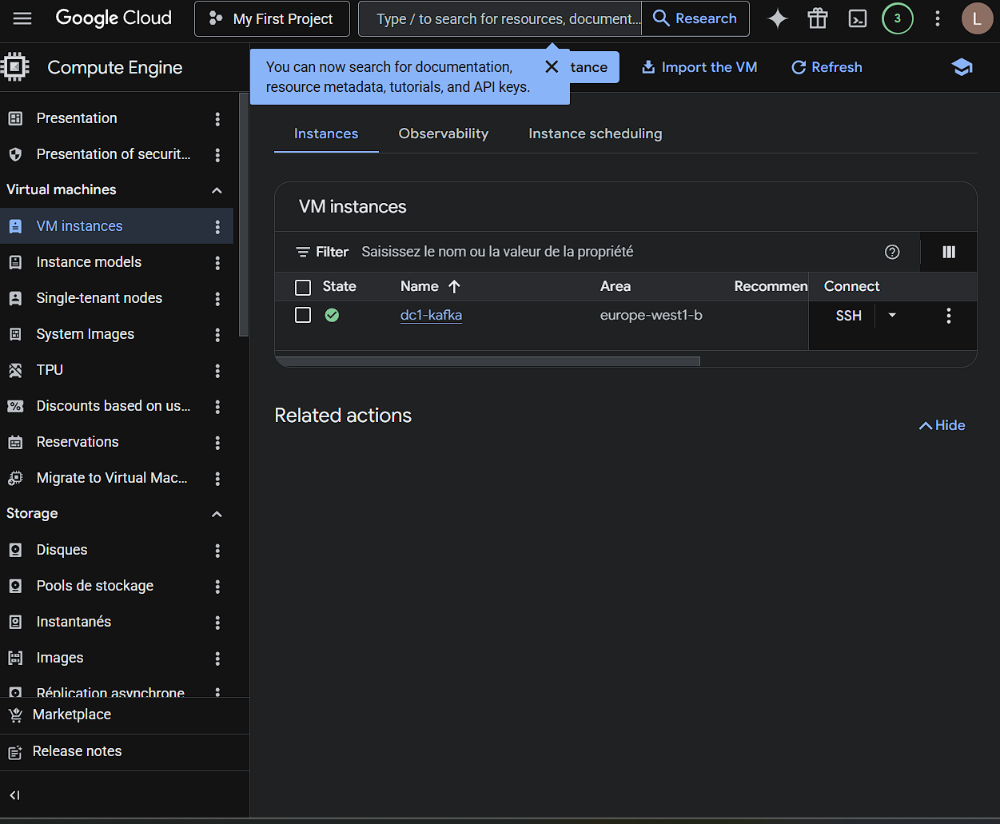 Google Cloud
My First Project
Type / to search for resources, document...
Research
3
L
Compute Engine
You can now search for documentation,
resource metadata, tutorials, and API keys.
tance
Import the VM
Refresh
Presentation
Presentation of securit...
Virtual machines
VM instances
Instance models
Single-tenant nodes
System Images
TPU
Discounts based on us...
Reservations
Migrate to Virtual Mac...
Storage
Disques
Pools de stockage
Instantanés
Images
Réplication asynchrone
Marketplace
Release notes
Instances
Observability
Instance scheduling
VM instances
Filter Saisissez le nom ou la valeur de la propriété
State Name Area Recommen Connect
dc1-kafka europe-west1-b SSH
Related actions
Hide